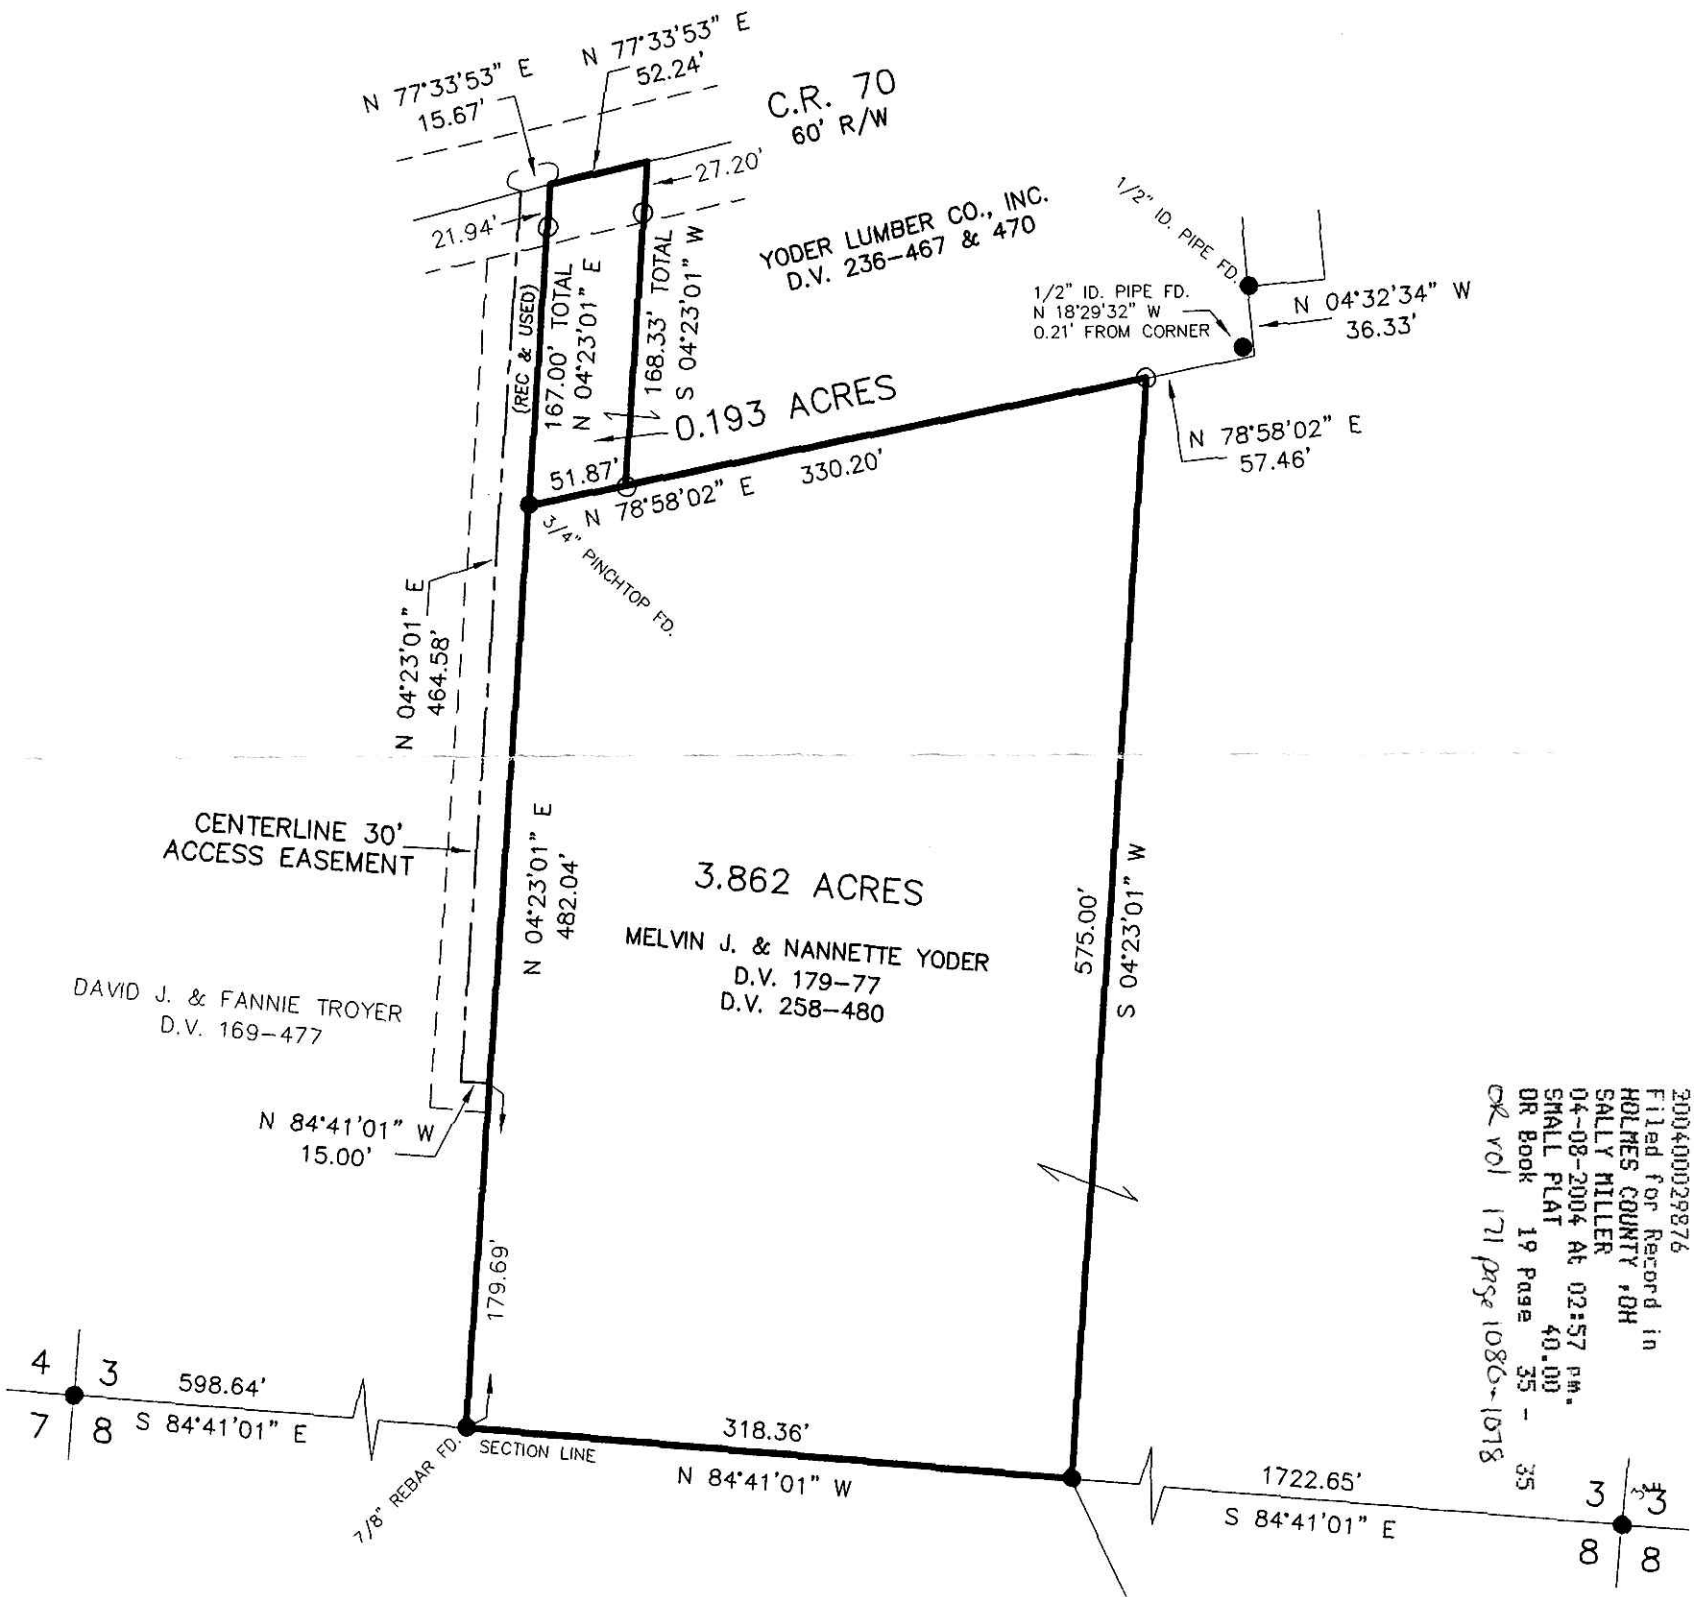 N 77°33'53" E
52.24'
N 77°33'53" E
15.67'
C.R. 70
60' R/W
27.20'
21.94'
YODER LUMBER CO., INC.
D.V. 236-467 & 470
1/2" ID. PIPE FD.
1/2" ID. PIPE FD.
N 18°29'32" W
0.21' FROM CORNER
N 04°32'34" W
36.33'
(REC & USED)
167.00' TOTAL
N 04°23'01" E
168.33' TOTAL
S 04°23'01" W
0.193 ACRES
N 78°58'02" E
57.46'
51.87'
330.20'
N 78°58'02" E
3/4" PINCHTOP FD.
N 04°23'01" E
464.58'
CENTERLINE 30'
ACCESS EASEMENT
N 04°23'01" E
482.04'
3.862 ACRES
MELVIN J. & NANNETTE YODER
D.V. 179-77
D.V. 258-480
575.00'
S 04°23'01" W
DAVID J. & FANNIE TROYER
D.V. 169-477
N 84°41'01" W
15.00'
179.69'
4 3
7 8
598.64'
S 84°41'01" E
7/8" REBAR FD.
SECTION LINE
318.36'
N 84°41'01" W
1722.65'
S 84°41'01" E
3 3
8 8
200400029876
Filed for Record in
HOLMES COUNTY, OH
SALLY MILLER
04-08-2004 At 02:57 pm.
SMALL PLAT 40.00
OR Book 19 Page 35 - 35
OR vol 171 page 1086-1078